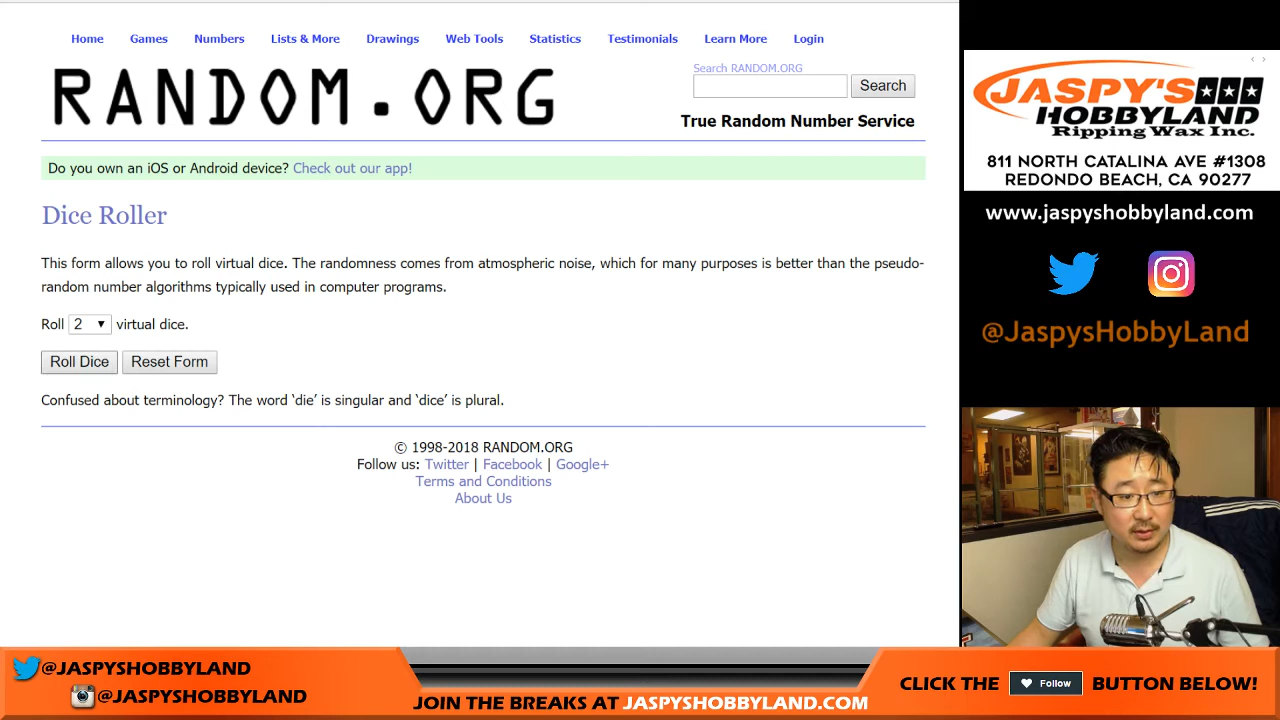 Home Games Numbers Lists & More Drawings Web Tools Statistics Testimonials Learn More Login
RANDOM.ORG
Search RANDOM.ORG
Search
True Random Number Service
Do you own an iOS or Android device? Check out our app!
Dice Roller
This form allows you to roll virtual dice. The randomness comes from atmospheric noise, which for many purposes is better than the pseudo-
random number algorithms typically used in computer programs.
Roll 2 virtual dice.
Roll Dice Reset Form
Confused about terminology? The word ‘die’ is singular and ‘dice’ is plural.
© 1998-2018 RANDOM.ORG
Follow us: Twitter | Facebook | Google+
Terms and Conditions
About Us
JASPY'S
HOBBYLAND
Ripping Wax Inc.
811 NORTH CATALINA AVE #1308
REDONDO BEACH, CA 90277
www.jaspyshobbyland.com
@JaspysHobbyLand
@JASPYSHOBBYLAND
@JASPYSHOBBYLAND
JOIN THE BREAKS AT JASPYSHOBBYLAND.COM
CLICK THE Follow BUTTON BELOW!